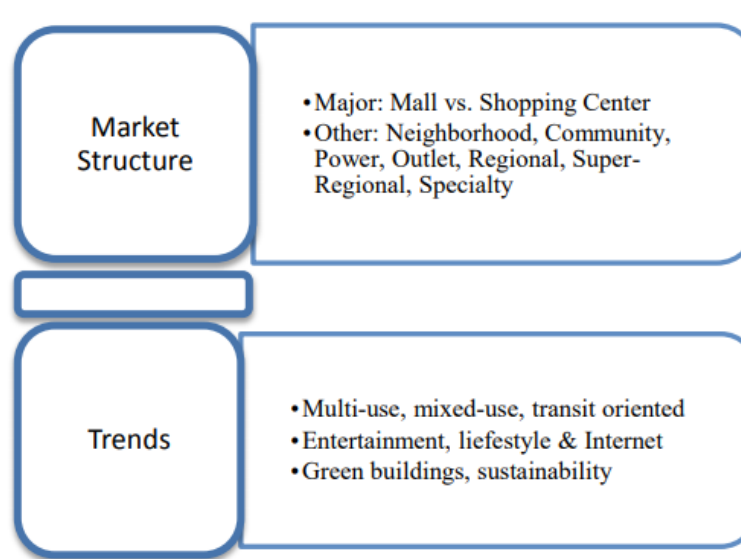 Market
Structure
•Major: Mall vs. Shopping Center
•Other: Neighborhood, Community,
Power, Outlet, Regional, Super-
Regional, Specialty
Trends
•Multi-use, mixed-use, transit oriented
•Entertainment, liefestyle & Internet
•Green buildings, sustainability